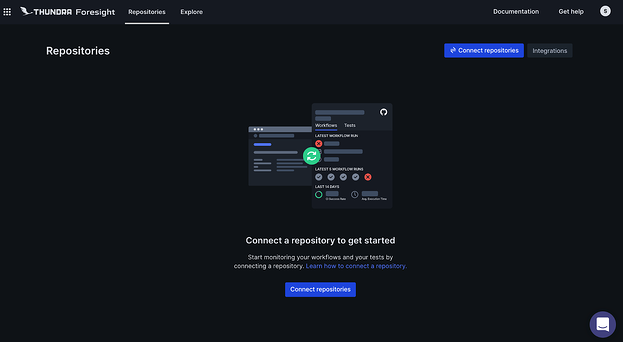 THUNDRA Foresight Repositories Explore Documentation Get help S
Repositories
Connect repositories Integrations
Workflows Tests
LATEST WORKFLOW RUN
LATEST 5 WORKFLOW RUNS
LAST 14 DAYS
Success Rate Avg. Execution Time
Connect a repository to get started
Start monitoring your workflows and your tests by
connecting a repository. Learn how to connect a repository.
Connect repositories